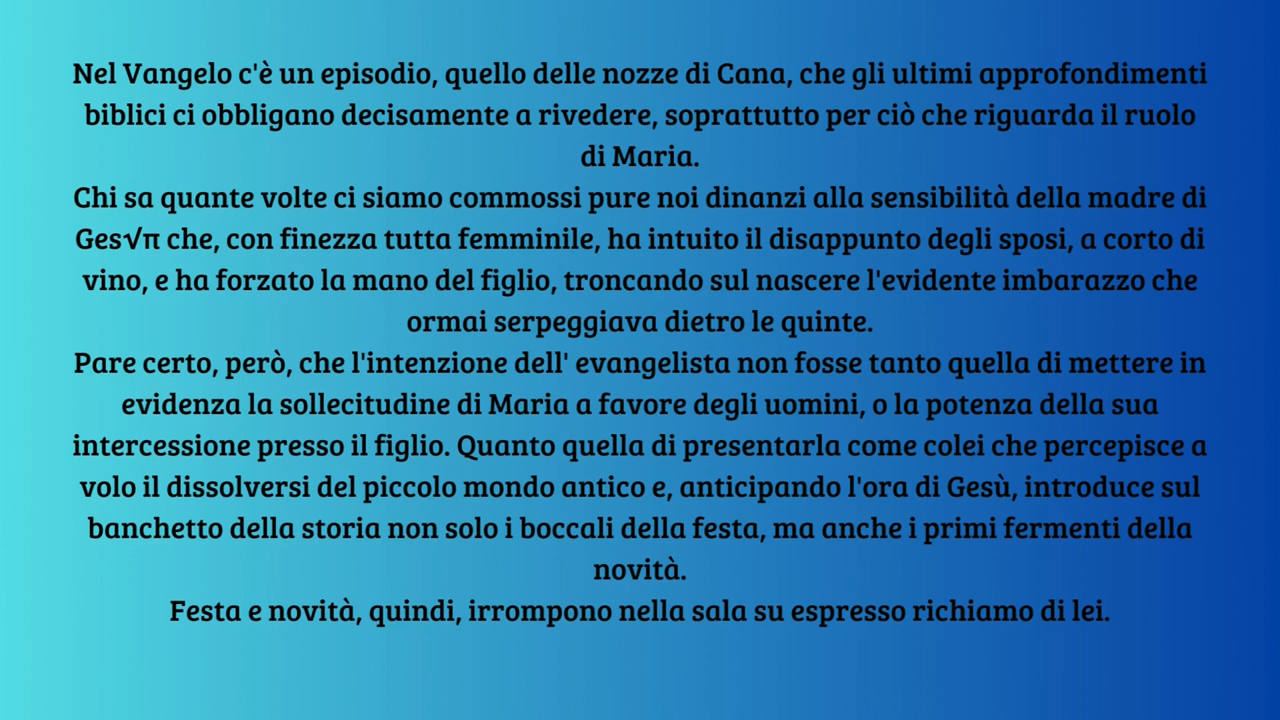 Nel Vangelo c'è un episodio, quello delle nozze di Cana, che gli ultimi approfondimenti
biblici ci obbligano decisamente a rivedere, soprattutto per ciò che riguarda il ruolo
di Maria.
Chi sa quante volte ci siamo commossi pure noi dinanzi alla sensibilità della madre di
Ges√π che, con finezza tutta femminile, ha intuito il disappunto degli sposi, a corto di
vino, e ha forzato la mano del figlio, troncando sul nascere l'evidente imbarazzo che
ormai serpeggiava dietro le quinte.
Pare certo, però, che l'intenzione dell' evangelista non fosse tanto quella di mettere in
evidenza la sollecitudine di Maria a favore degli uomini, o la potenza della sua
intercessione presso il figlio. Quanto quella di presentarla come colei che percepisce a
volo il dissolversi del piccolo mondo antico e, anticipando l'ora di Gesù, introduce sul
banchetto della storia non solo i boccali della festa, ma anche i primi fermenti della
novità.
Festa e novità, quindi, irrompono nella sala su espresso richiamo di lei.